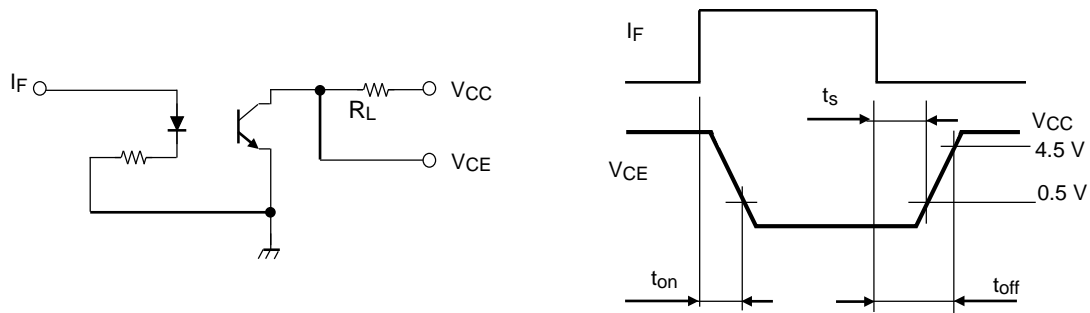 IF
RL
VCC
VCE
IF
tS
VCC
4.5 V
VCE
0.5 V
ton
toff